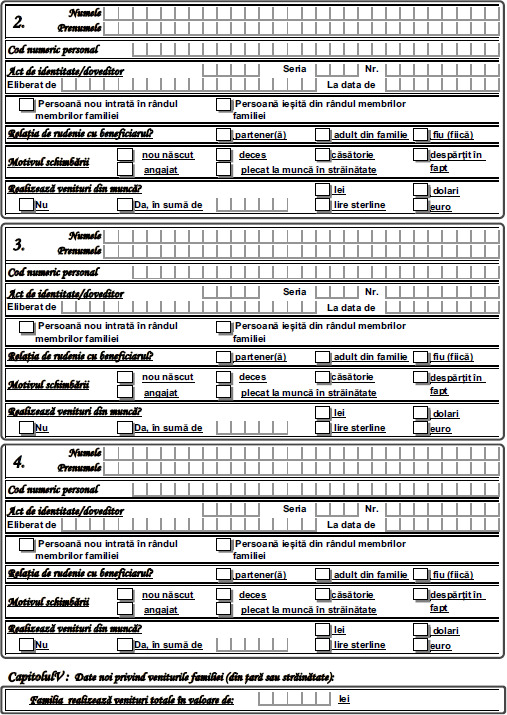 2. Numele
Prenumele
Cod numeric personal
Act de identitate/doveditor Seria Nr.
Eliberat de La data de
Persoană nou intrată în rândul Persoană ieşită din rândul membrilor
membrilor familiei familiei
Relaţia de rudenie cu beneficiarul? partener(ă) adult din familie fiu (fiică)
Motivul schimbării nou născut deces căsătorie despărţit în
angajat plecat la muncă în străinătate fapt
Realizează venituri din muncă? lei dolari
Nu Da, în sumă de lire sterline euro
3. Numele
Prenumele
Cod numeric personal
Act de identitate/doveditor Seria Nr.
Eliberat de La data de
Persoană nou intrată în rândul Persoană ieşită din rândul membrilor
membrilor familiei familiei
Relaţia de rudenie cu beneficiarul? partener(ă) adult din familie fiu (fiică)
Motivul schimbării nou născut deces căsătorie despărţit în
angajat plecat la muncă în străinătate fapt
Realizează venituri din muncă? lei dolari
Nu Da, în sumă de lire sterline euro
4. Numele
Prenumele
Cod numeric personal
Act de identitate/doveditor Seria Nr.
Eliberat de La data de
Persoană nou intrată în rândul Persoană ieşită din rândul membrilor
membrilor familiei familiei
Relaţia de rudenie cu beneficiarul? partener(ă) adult din familie fiu (fiică)
Motivul schimbării nou născut deces căsătorie despărţit în
angajat plecat la muncă în străinătate fapt
Realizează venituri din muncă? lei dolari
Nu Da, în sumă de lire sterline euro
CapitolulV : Date noi privind veniturile familiei (din ţară sau străinătate):
Familia realizează venituri totale în valoare de: lei